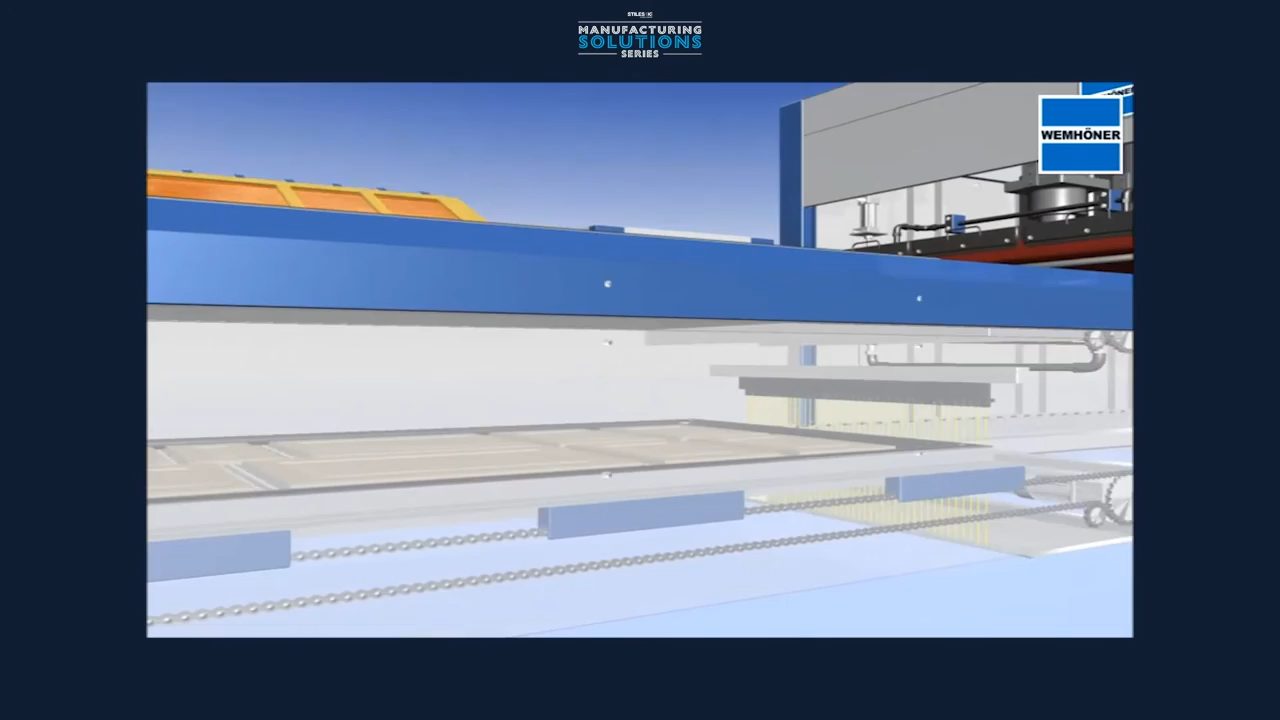 STILES
MANUFACTURING
SOLUTIONS
SERIES
WEMHÖNER